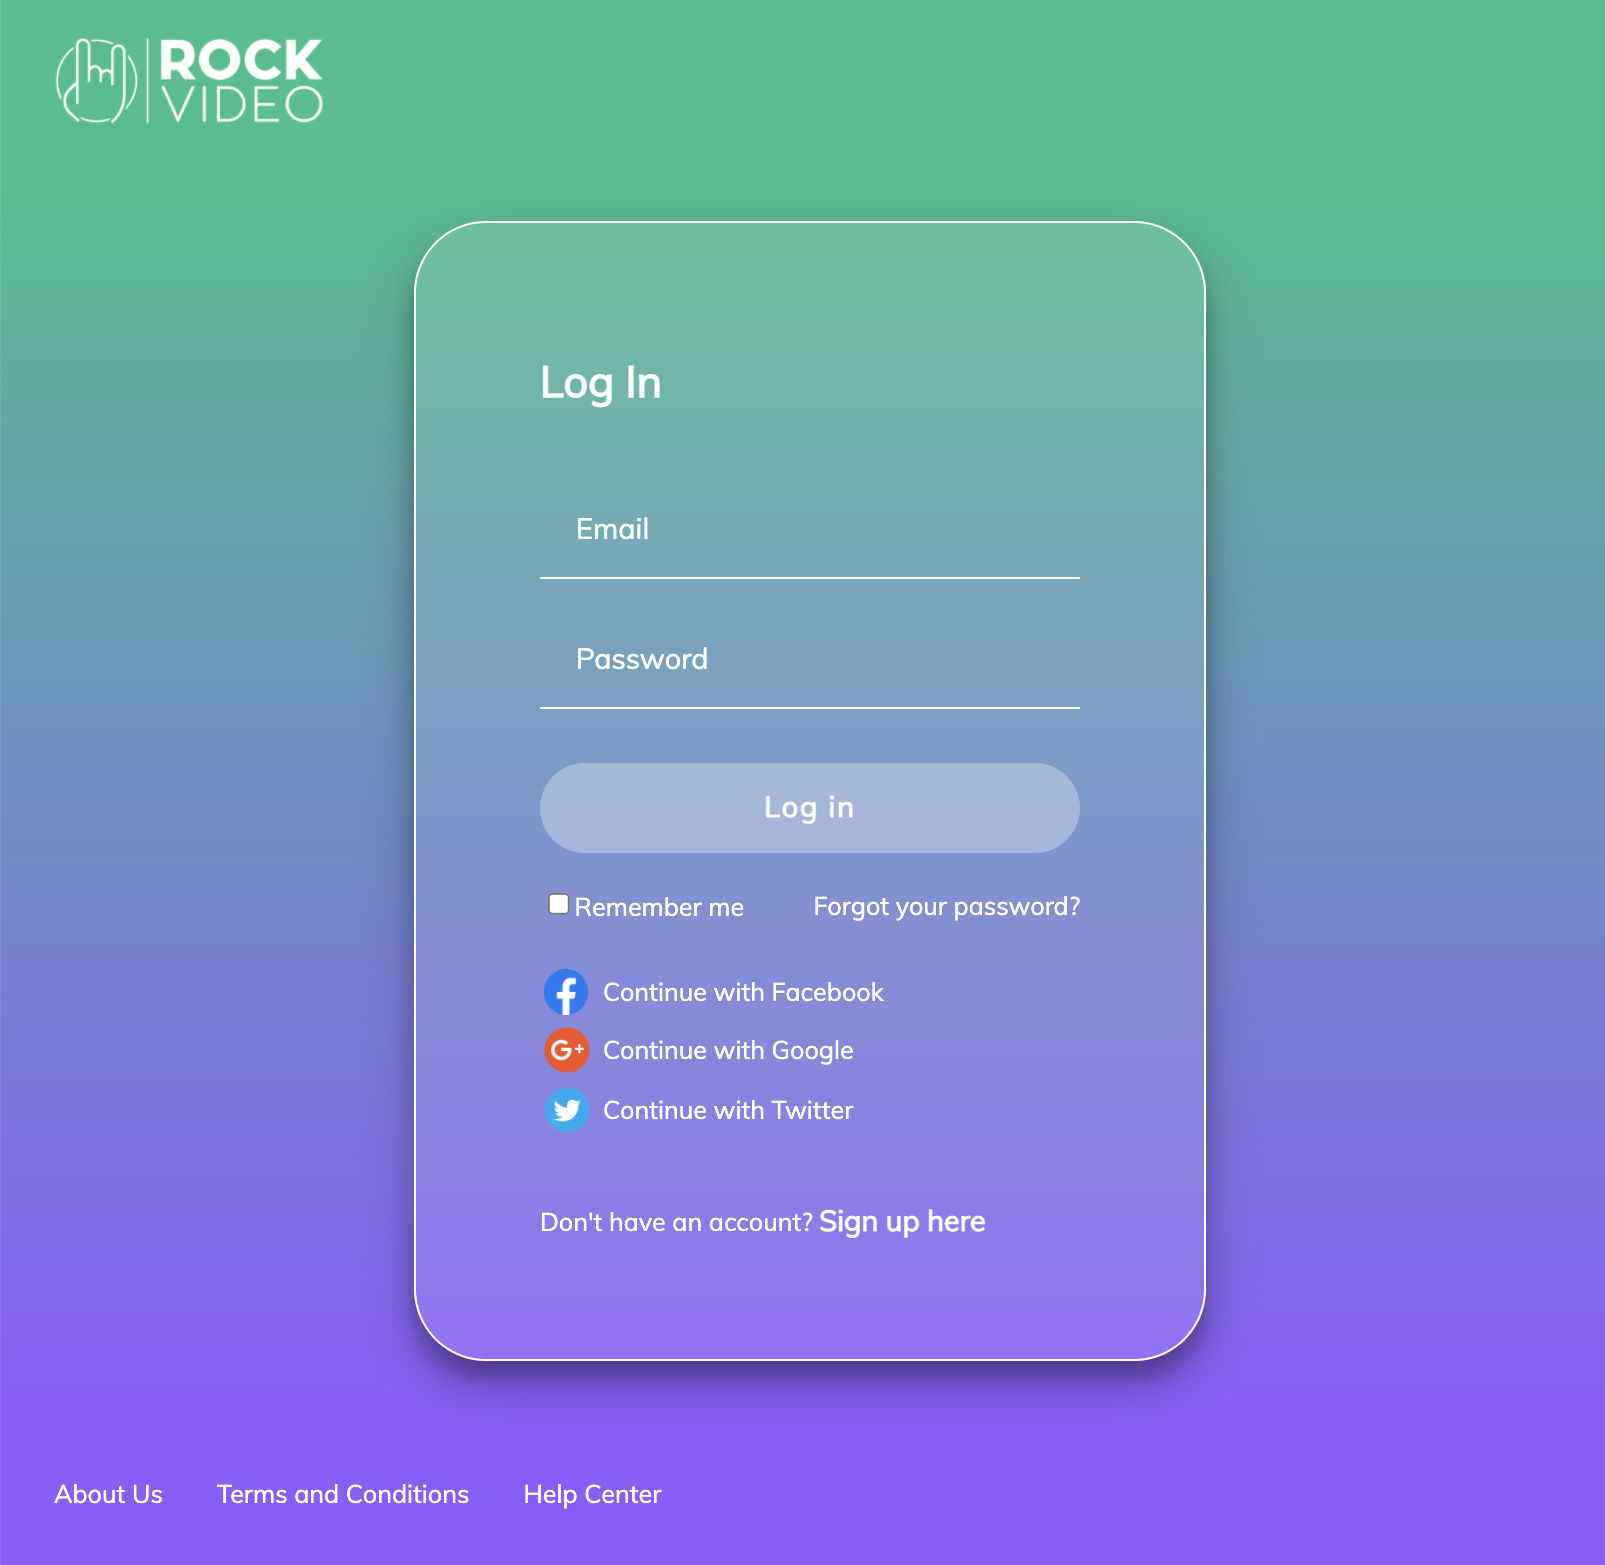 ROCK
VIDEO
Log In
Email
Password
Log in
Remember me
Forgot your password?
Continue with Facebook
G+
Continue with Google
Continue with Twitter
Don't have an account? Sign up here
About Us
Terms and Conditions
Help Center